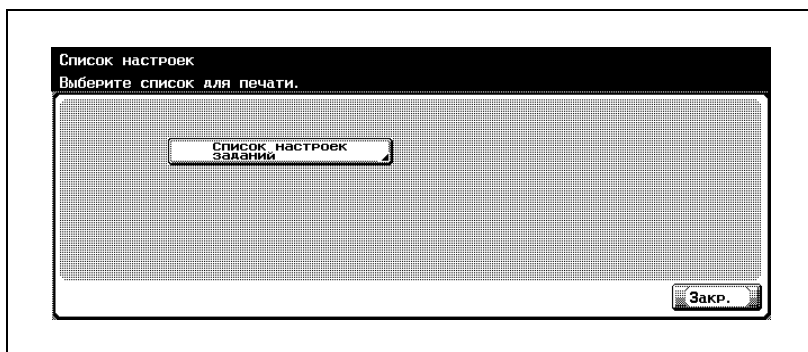 Список настроек
Выберите список для печати.
Список настроек
заданий
Закр.